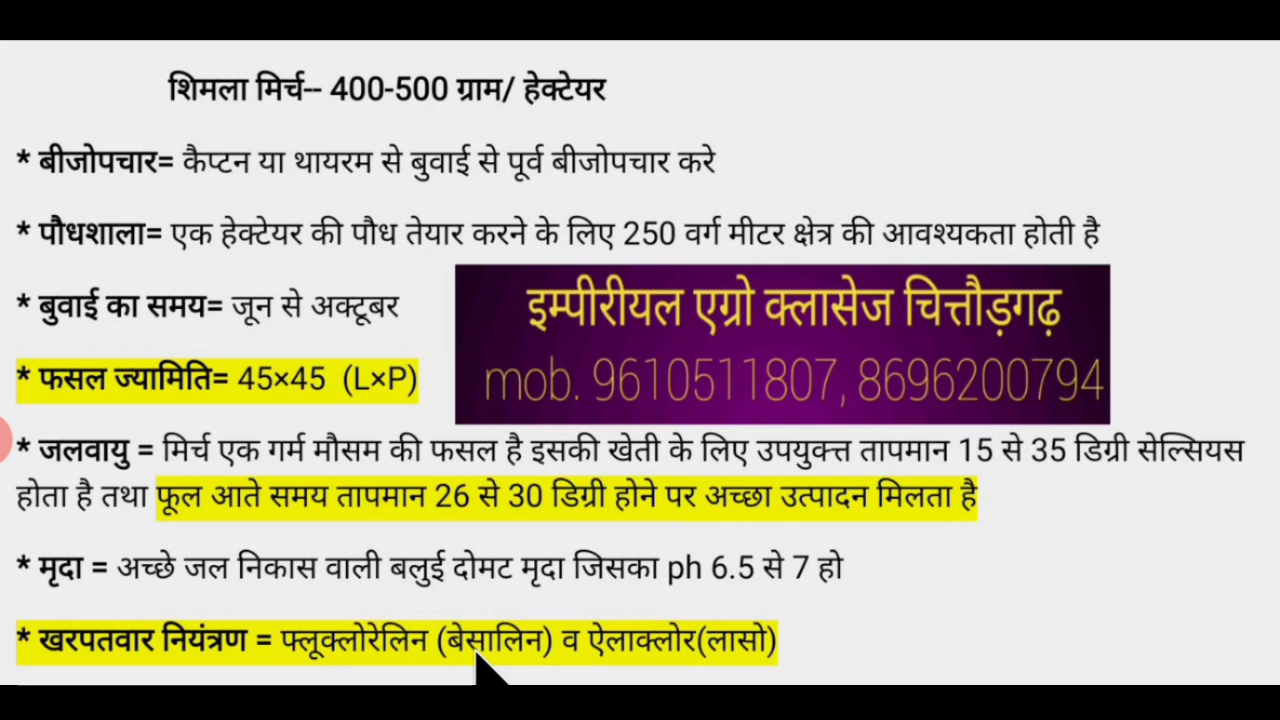 शिमला मिर्च-- 400-500 ग्राम/ हेक्टेयर
* बीजोपचार= कैप्टन या थायरम से बुवाई से पूर्व बीजोपचार करे
* पौधशाला= एक हेक्टेयर की पौध तेयार करने के लिए 250 वर्ग मीटर क्षेत्र की आवश्यकता होती है
* बुवाई का समय= जून से अक्टूबर
इम्पीरीयल एग्रो क्लासेज चित्तौड़गढ़
mob. 9610511807, 8696200794
* फसल ज्यामिति= 45×45 (L×P)
* जलवायु = मिर्च एक गर्म मौसम की फसल है इसकी खेती के लिए उपयुक्त्त तापमान 15 से 35 डिग्री सेल्सियस
होता है तथा फूल आते समय तापमान 26 से 30 डिग्री होने पर अच्छा उत्पादन मिलता है
* मृदा = अच्छे जल निकास वाली बलुई दोमट मृदा जिसका ph 6.5 से 7 हो
* खरपतवार नियंत्रण = फ्लूक्लोरेलिन (बेसालिन) व ऐलाक्लोर(लासो)